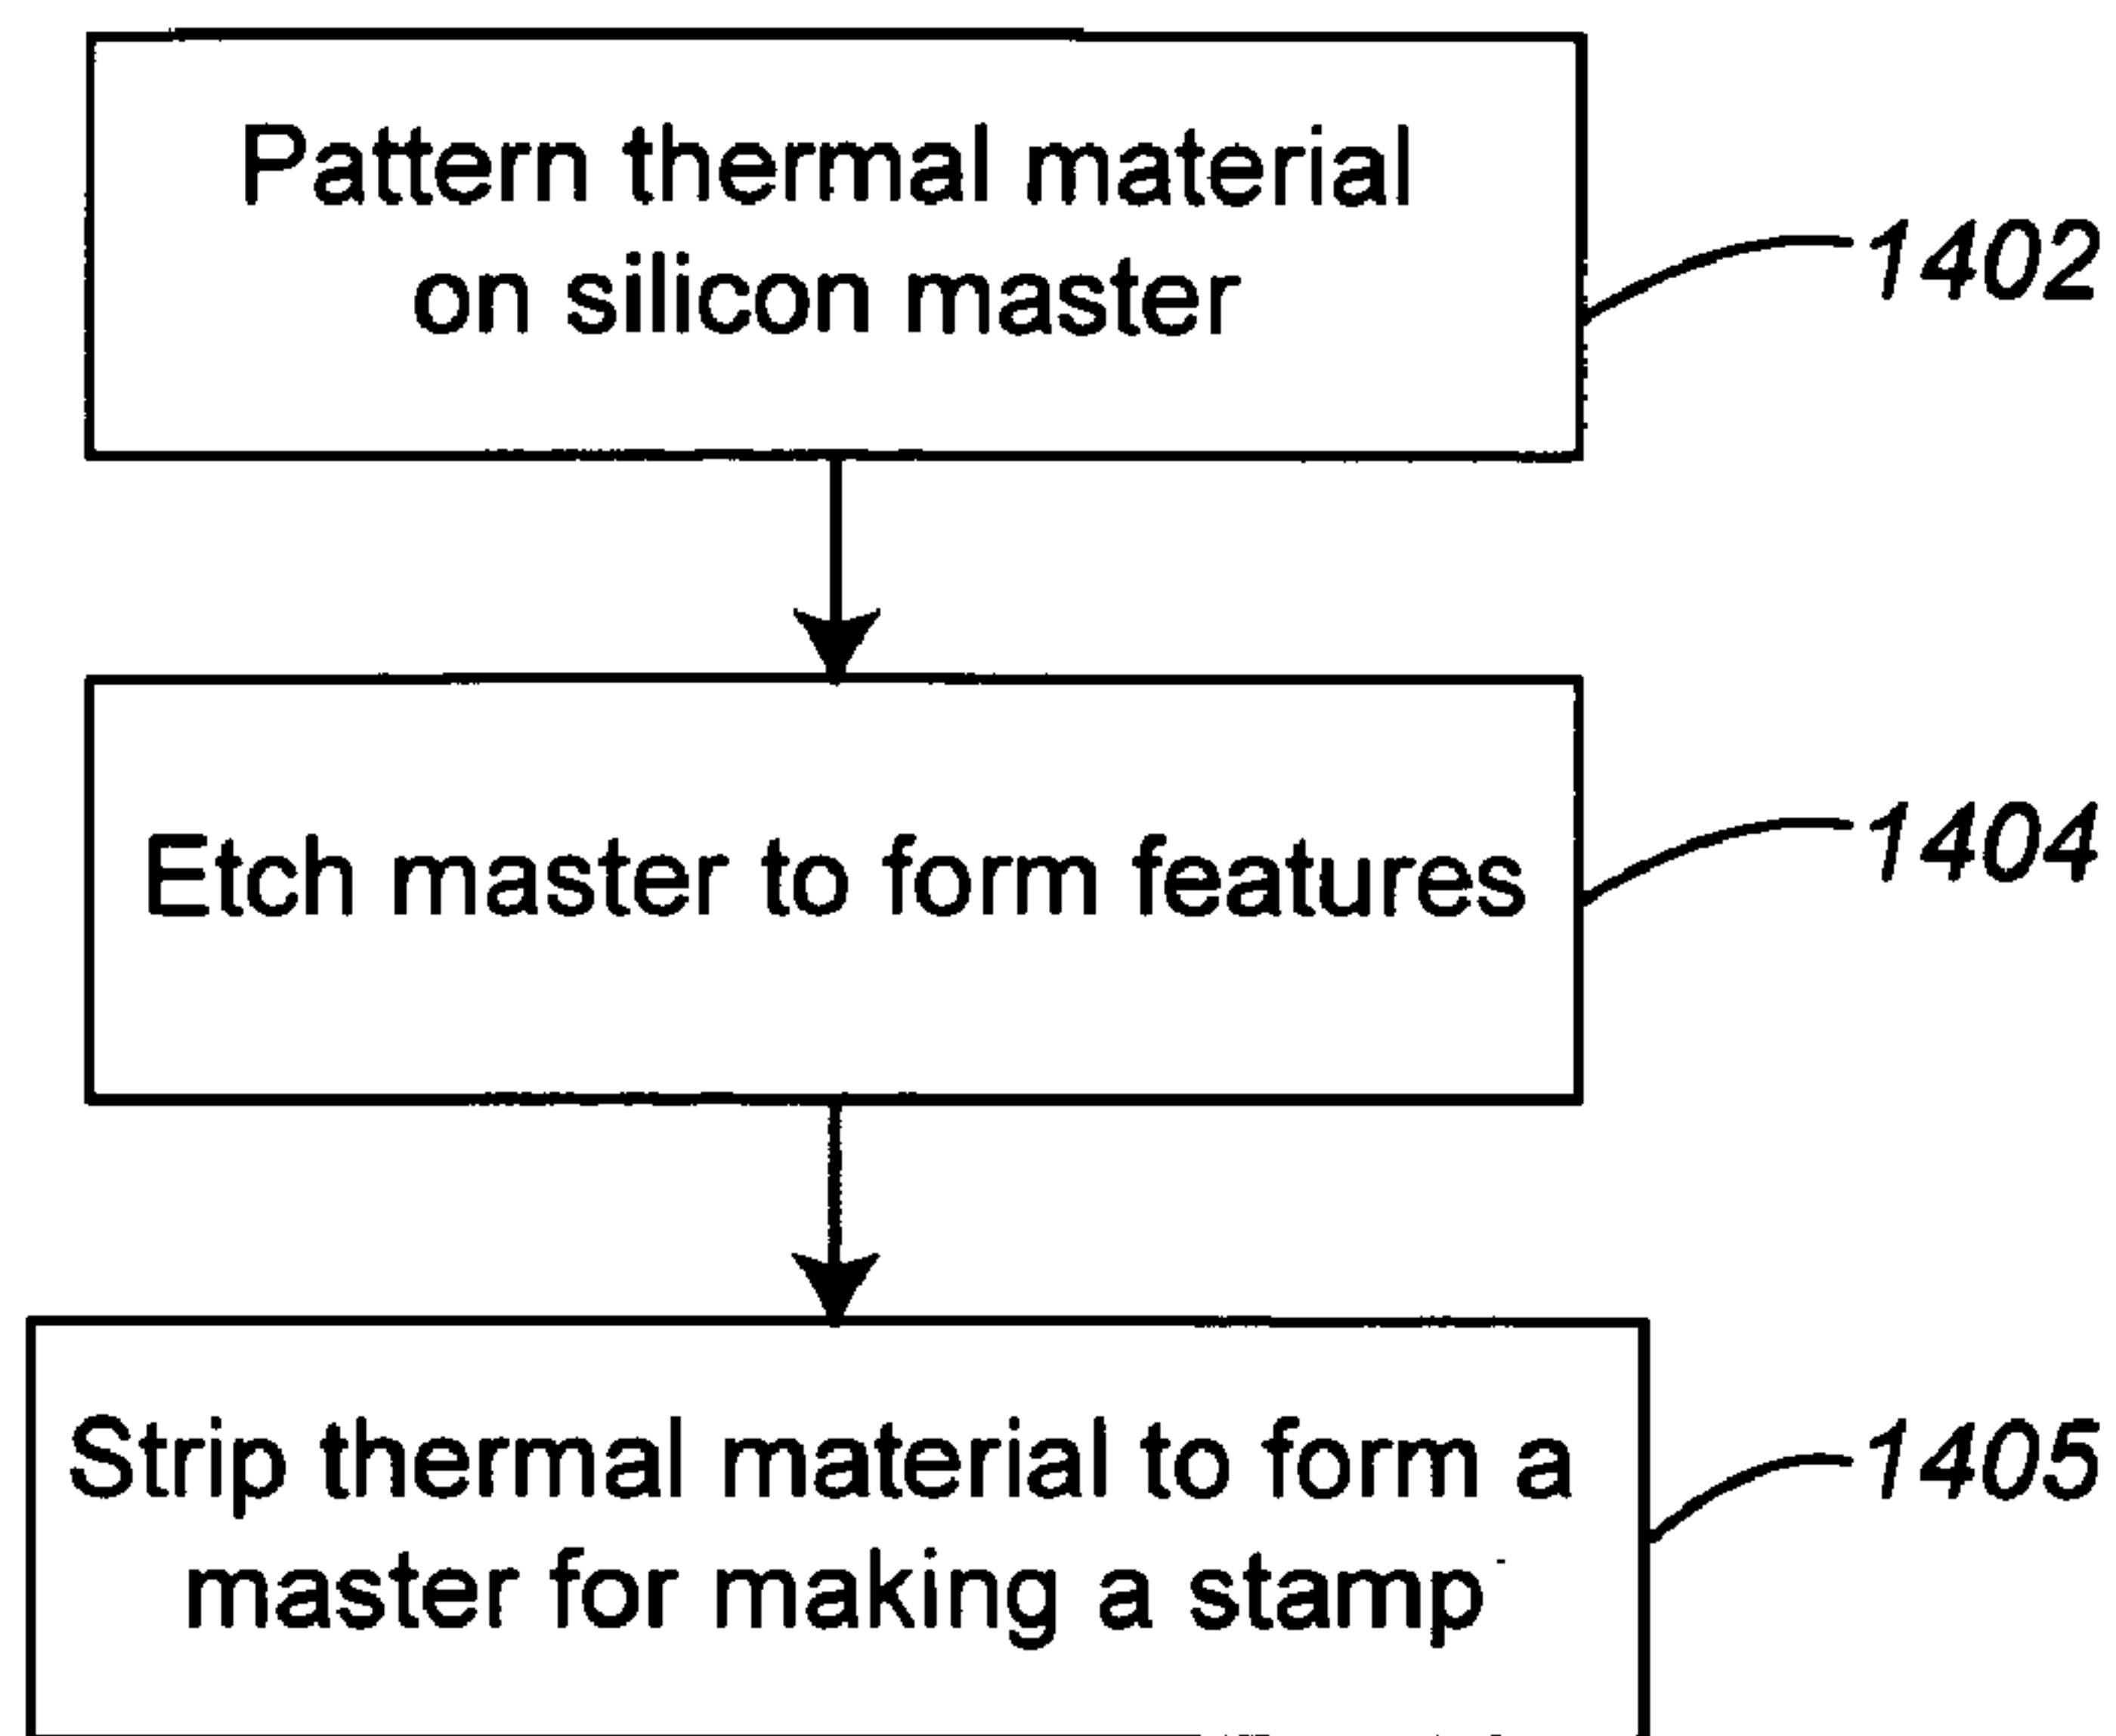 Pattern thermal material
on silicon master
1402
Etch master to form features
1404
Strip thermal material to form a
master for making a stamp
1405